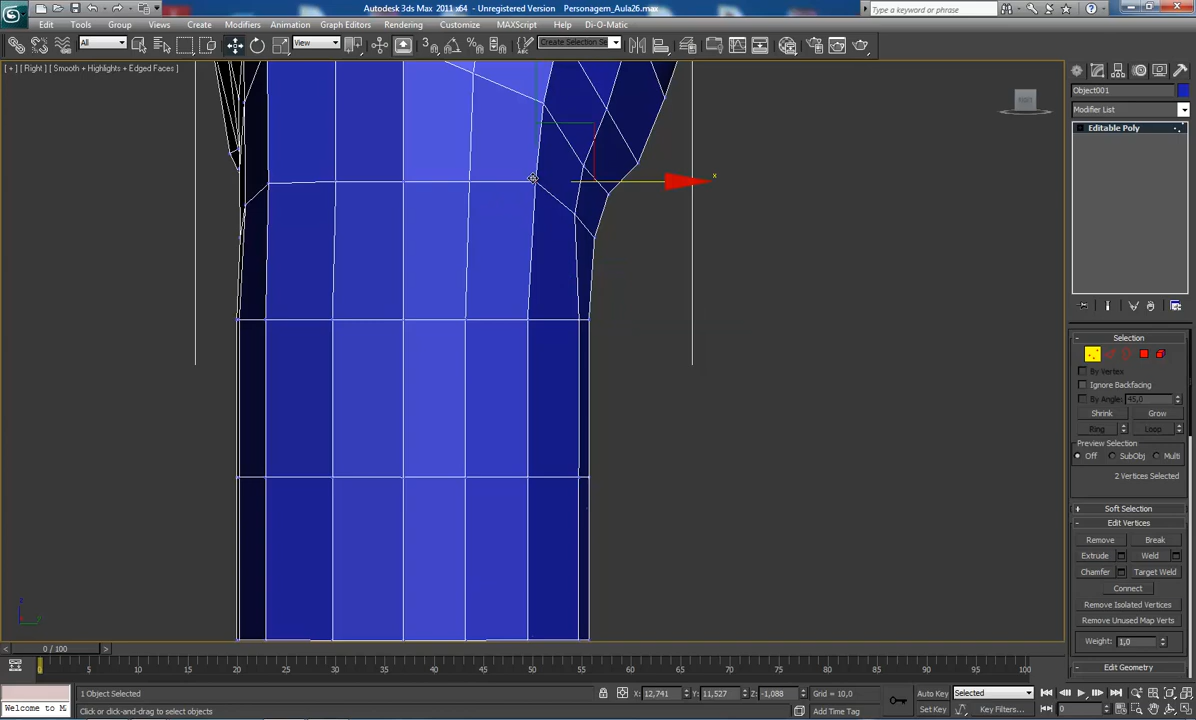 Autodesk 3ds Max 2011 x64 - Unregistered Version Personagem_Aula26.max
Type a keyword or phrase
Edit Tools Group Views Create Modifiers Animation Graph Editors Rendering Customize MAXScript Help Di-O-Matic
All View Create Selection Se
[ + ] [ Right ] [ Smooth + Highlights + Edged Faces ]
x
z
y
Object001
Modifier List
Editable Poly
Selection
By Vertex
Ignore Backfacing
By Angle: 45,0
Shrink Grow
Ring Loop
Preview Selection
Off SubObj Multi
2 Vertices Selected
Soft Selection
Edit Vertices
Remove Break
Extrude Weld
Chamfer Target Weld
Connect
Remove Isolated Vertices
Remove Unused Map Verts
Weight: 1,0
Edit Geometry
0 / 100
0 5 10 15 20 25 30 35 40 45 50 55 60 65 70 75 80 85 90 95 100
1 Object Selected X: 12,741 Y: 11,527 Z: -1,088 Grid = 10,0 Auto Key Selected
Welcome to M Click or click-and-drag to select objects Add Time Tag Set Key Key Filters... 0